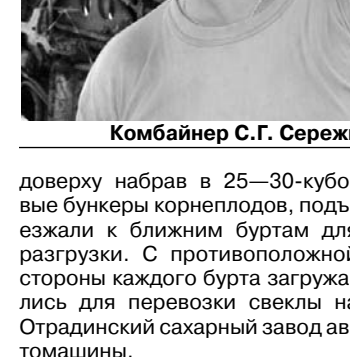 Комбайнер С.Г. Сережк
доверху набрав в 25—30-кубо
вые бункеры корнеплодов, подъ
езжали к ближним буртам для
разгрузки. С противоположной
стороны каждого бурта загружа
лись для перевозки свеклы на
Отрадинский сахарный завод ав
томашины.